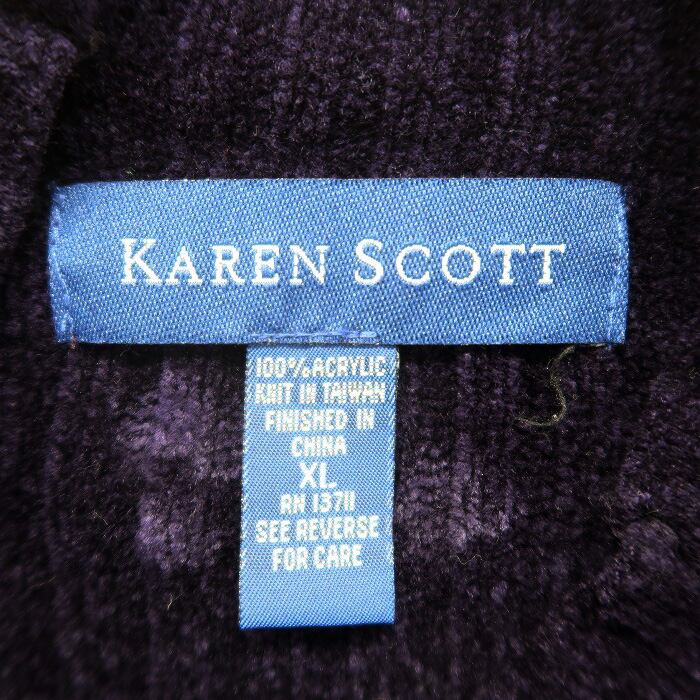 KAREN SCOTT
100% ACRYLIC
KNIT IN TAIWAN
FINISHED IN
CHINA
XL
RN 13711
SEE REVERSE
FOR CARE